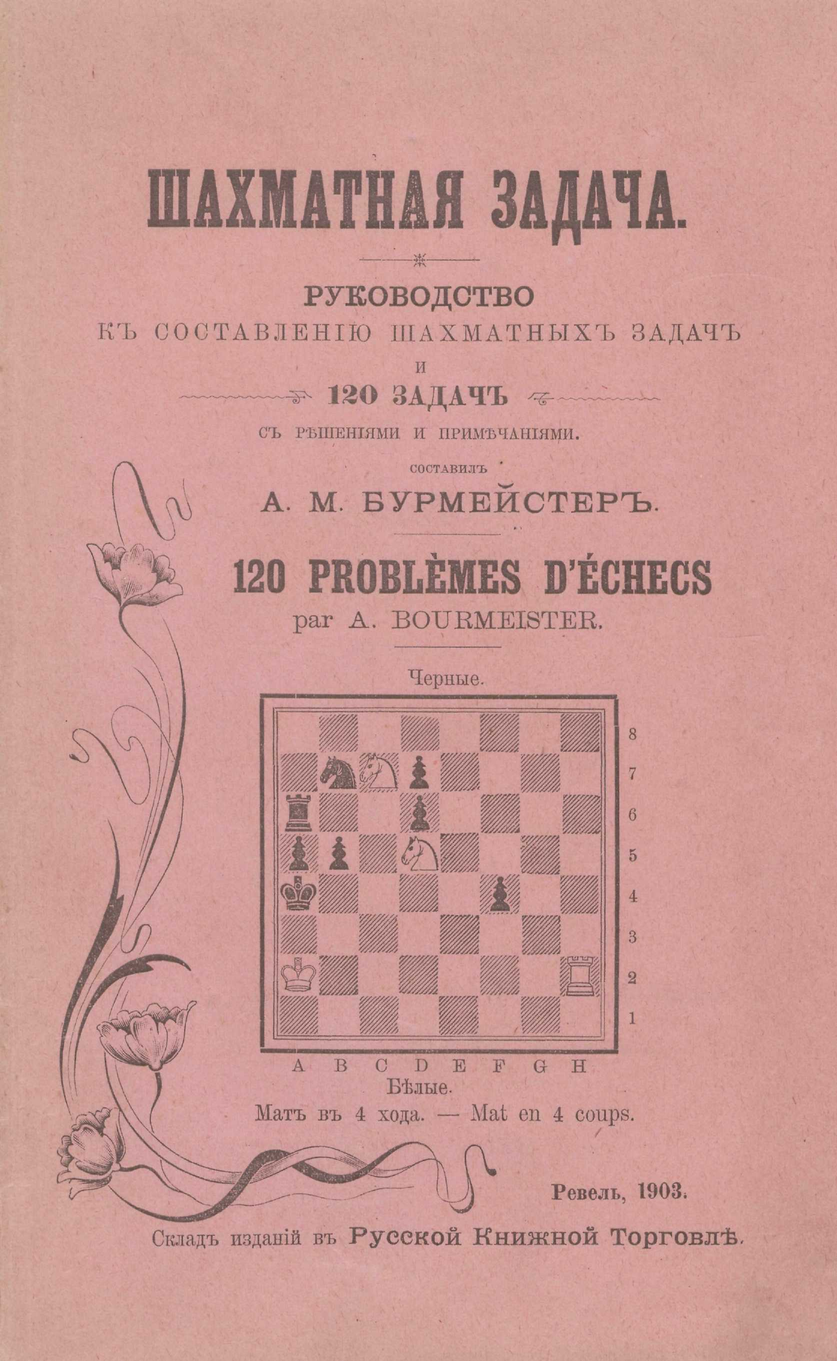 ШАХМАТНАЯ ЗАДАЧА.
РУКОВОДСТВО
КЪ СОСТАВЛЕНІЮ ШАХМАТНЫХЪ ЗАДАЧЪ
И
120 ЗАДАЧЪ
СЪ РѢШЕНІЯМИ И ПРИМѢЧАНІЯМИ.
СОСТАВИЛЪ
А. М. БУРМЕЙСТЕРЪ.
120 PROBLÈMES D’ÉCHECS
par A. BOURMEISTER.
Черные.
8
7
6
5
4
3
2
1
A B C D E F G H
Бѣлые.
Матъ въ 4 хода. — Mat en 4 coups.
Ревель, 1903.
Складъ изданій въ Русской Книжной Торговлѣ.